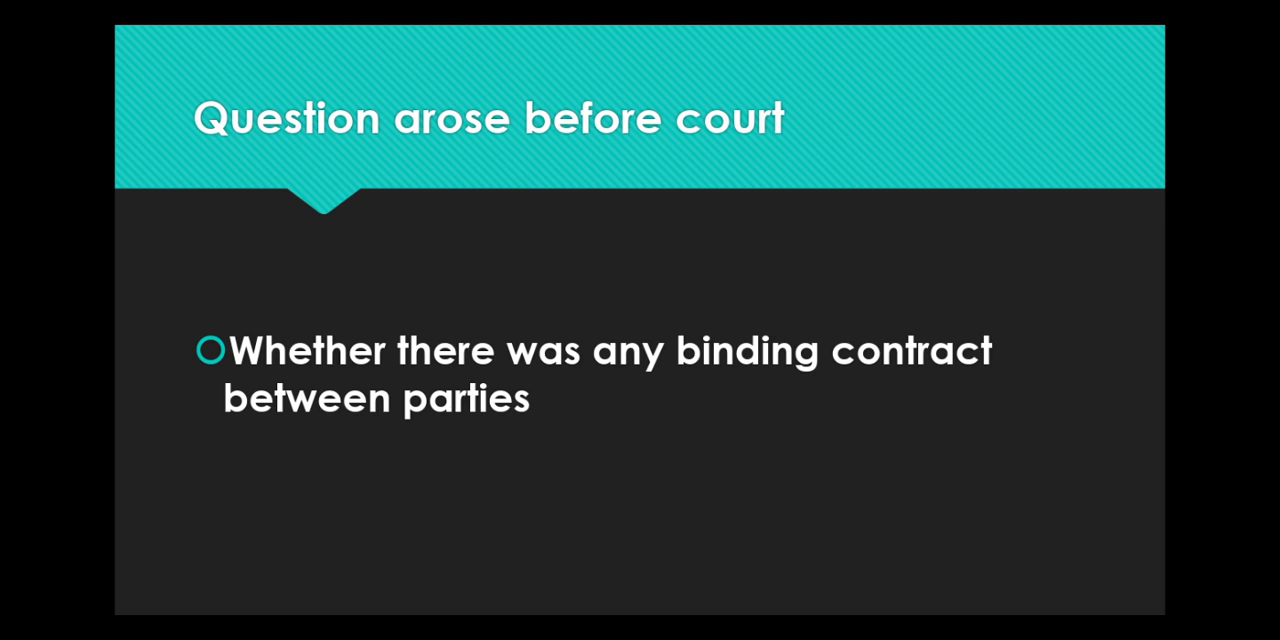 Question arose before court
Whether there was any binding contract
between parties